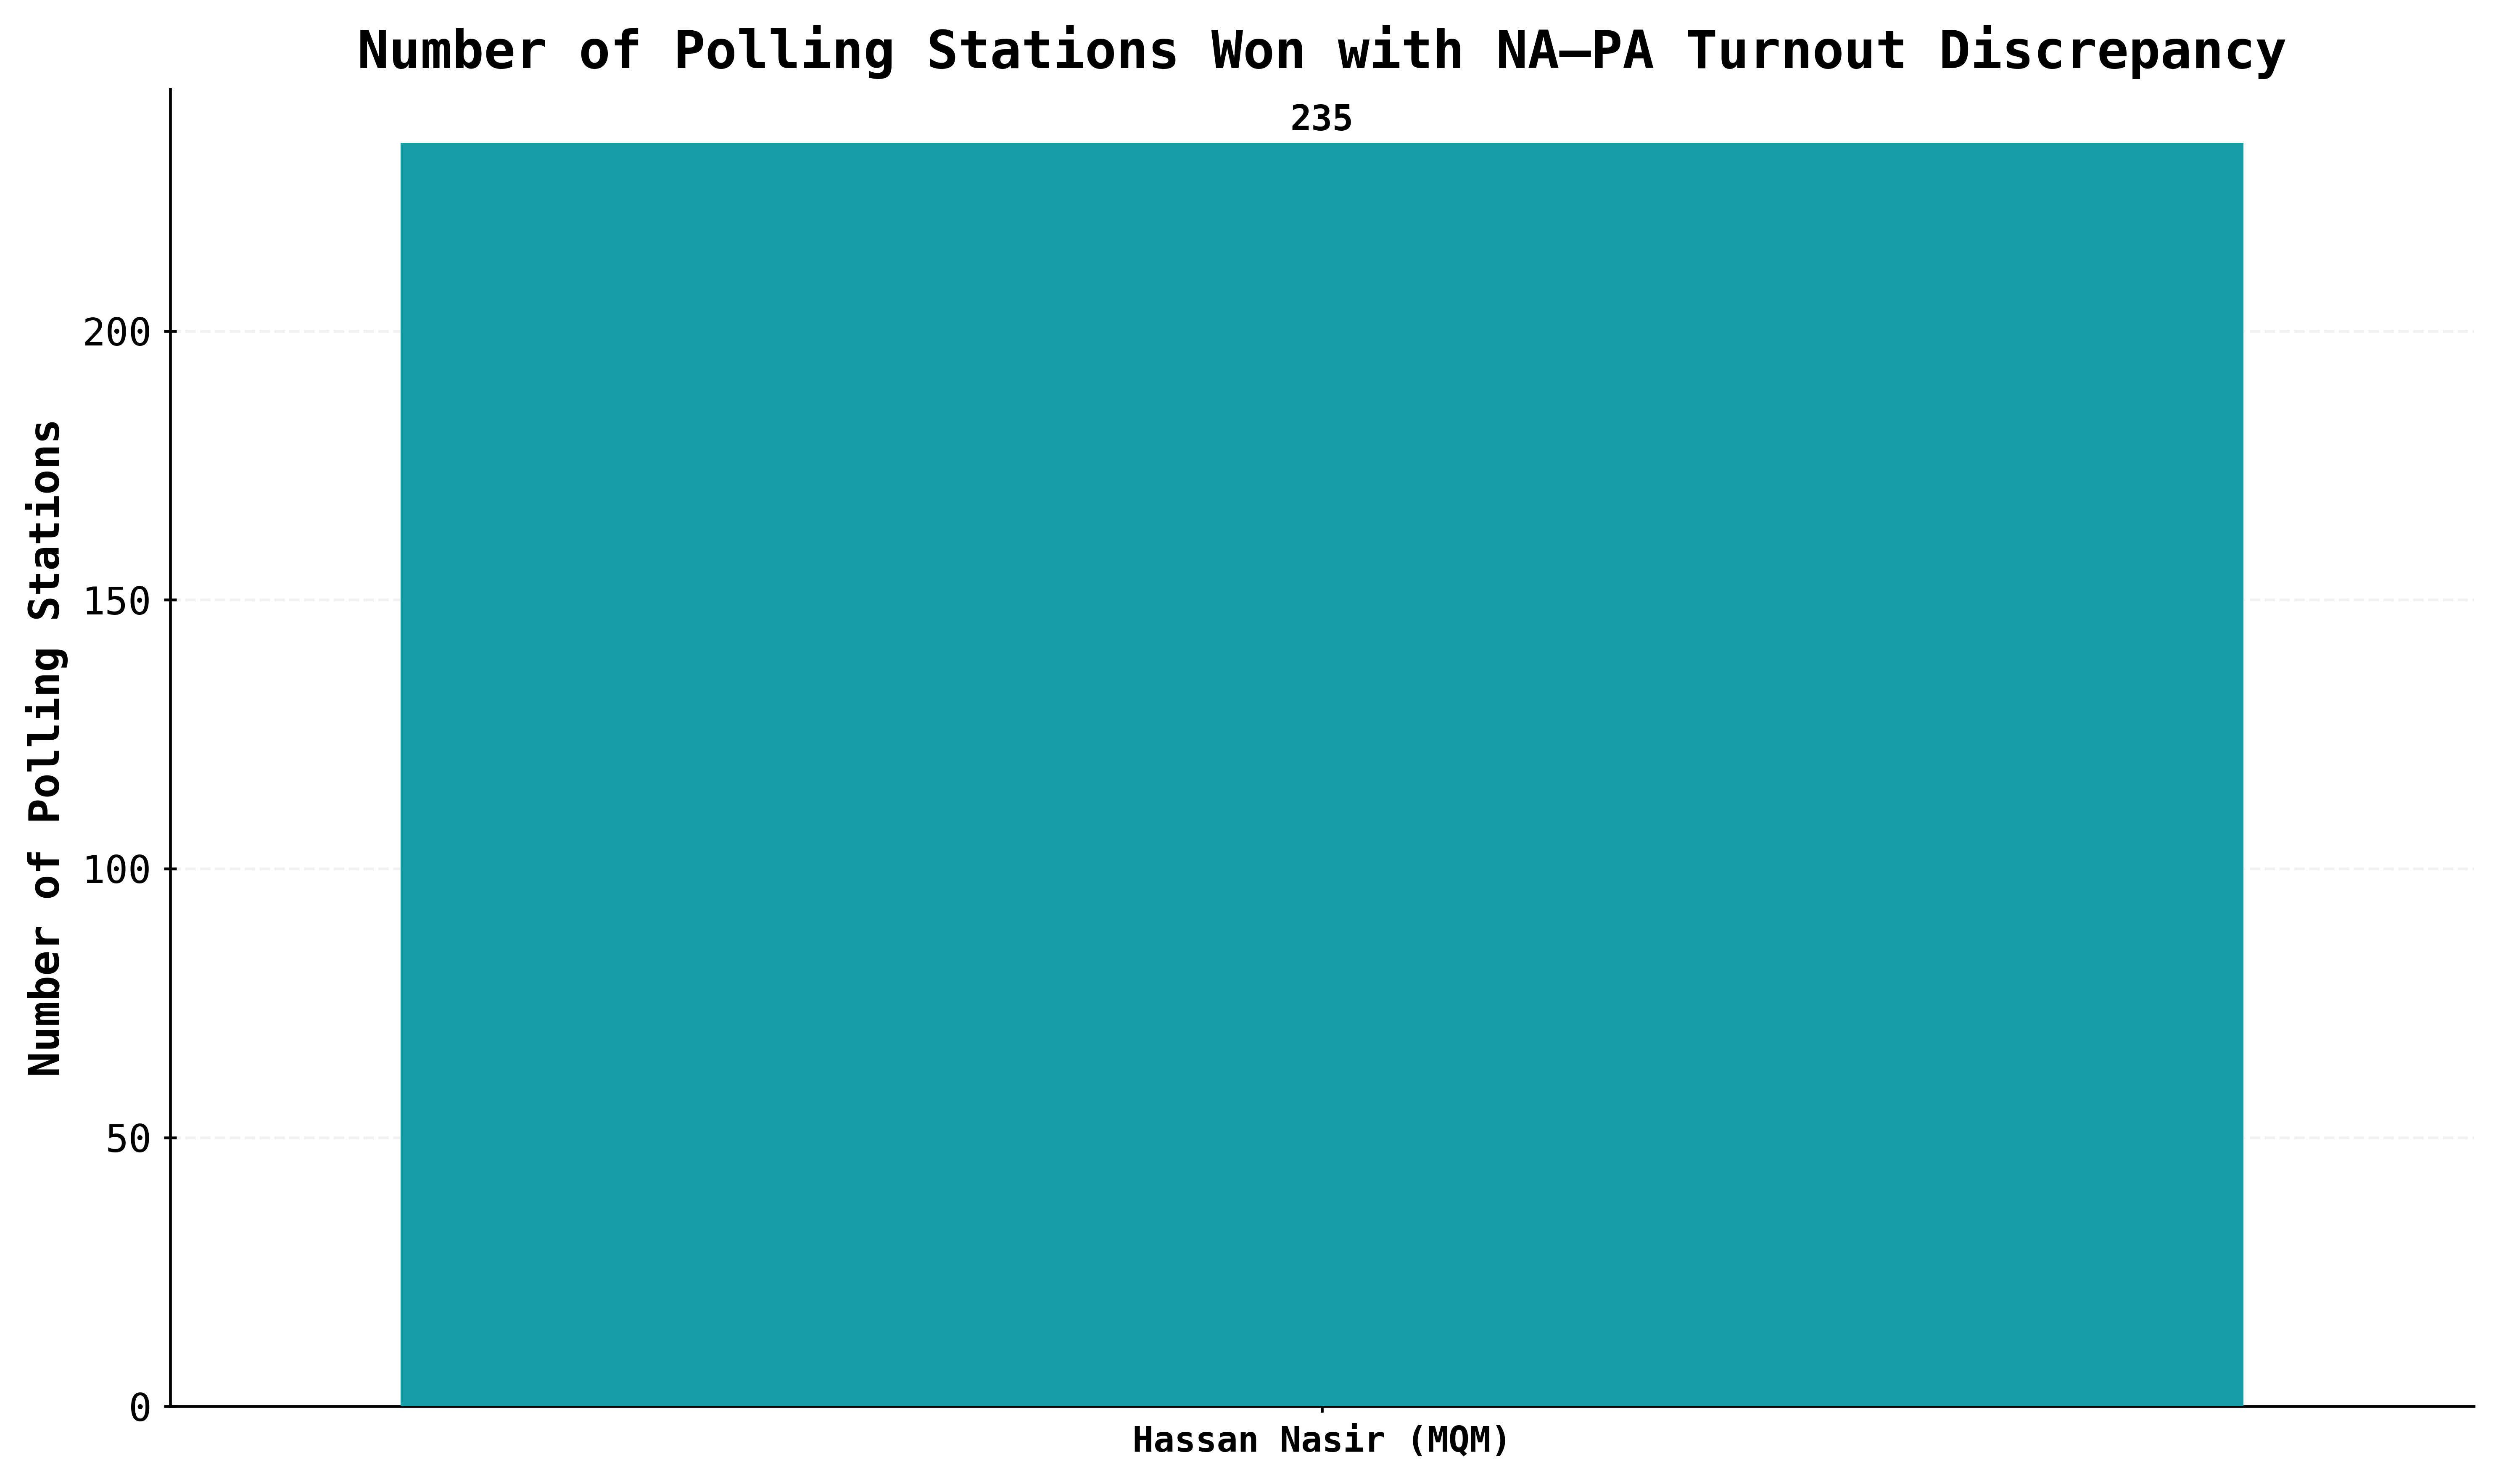 Number of Polling Stations Won with NA–PA Turnout Discrepancy
235
Number of Polling Stations
200
150
100
50
0
Hassan Nasir (MQM)